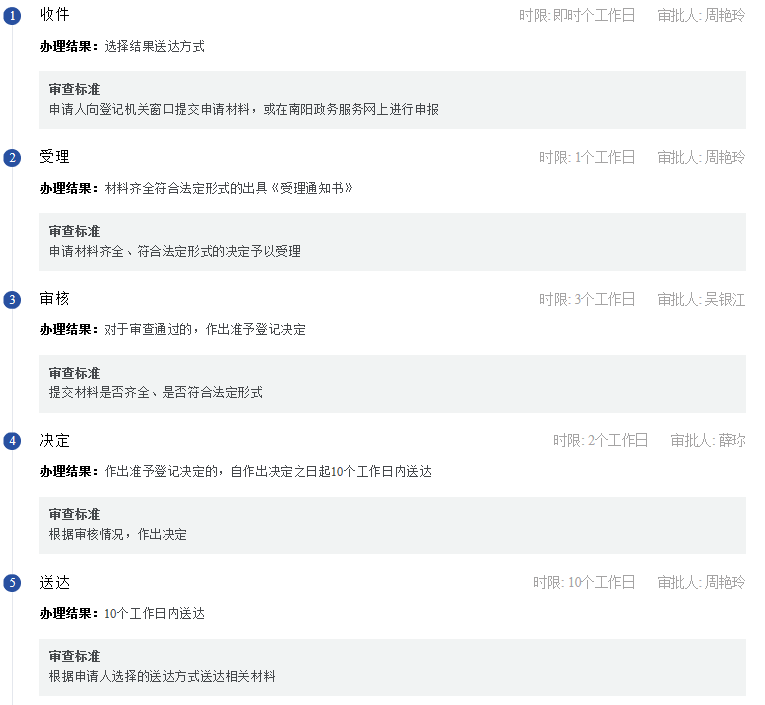 1 收件 时限: 即时个工作日 审批人: 周艳玲
办理结果：选择结果送达方式
审查标准
申请人向登记机关窗口提交申请材料，或在南阳政务服务网上进行申报
2 受理 时限: 1个工作日 审批人: 周艳玲
办理结果：材料齐全符合法定形式的出具《受理通知书》
审查标准
申请材料齐全、符合法定形式的决定予以受理
3 审核 时限: 3个工作日 审批人: 吴银江
办理结果：对于审查通过的，作出准予登记决定
审查标准
提交材料是否齐全、是否符合法定形式
4 决定 时限: 2个工作日 审批人: 薛珎
办理结果：作出准予登记决定的，自作出决定之日起10个工作日内送达
审查标准
根据审核情况，作出决定
5 送达 时限: 10个工作日 审批人: 周艳玲
办理结果：10个工作日内送达
审查标准
根据申请人选择的送达方式送达相关材料